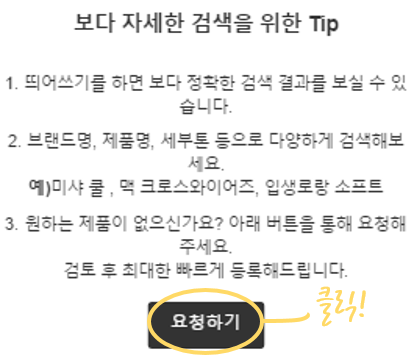 보다 자세한 검색을 위한 Tip
1. 띄어쓰기를 하면 보다 정확한 검색 결과를 보실 수 있
습니다.
2. 브랜드명, 제품명, 세부톤 등으로 다양하게 검색해보
세요.
예)미샤 쿨 , 맥 크로스와이어즈, 입생로랑 소프트
3. 원하는 제품이 없으신가요? 아래 버튼을 통해 요청해
주세요.
검토 후 최대한 빠르게 등록해드립니다.
요청하기
클릭!